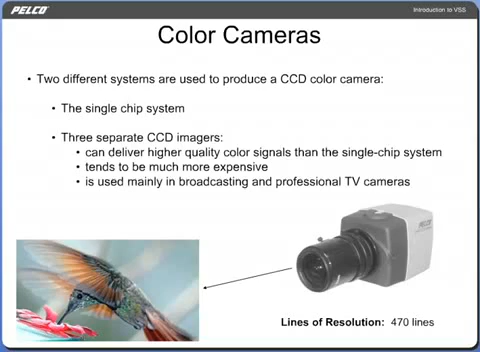 PELCO
Introduction to VSS
Color Cameras
• Two different systems are used to produce a CCD color camera:
• The single chip system
• Three separate CCD imagers:
• can deliver higher quality color signals than the single-chip system
• tends to be much more expensive
• is used mainly in broadcasting and professional TV cameras
Lines of Resolution: 470 lines